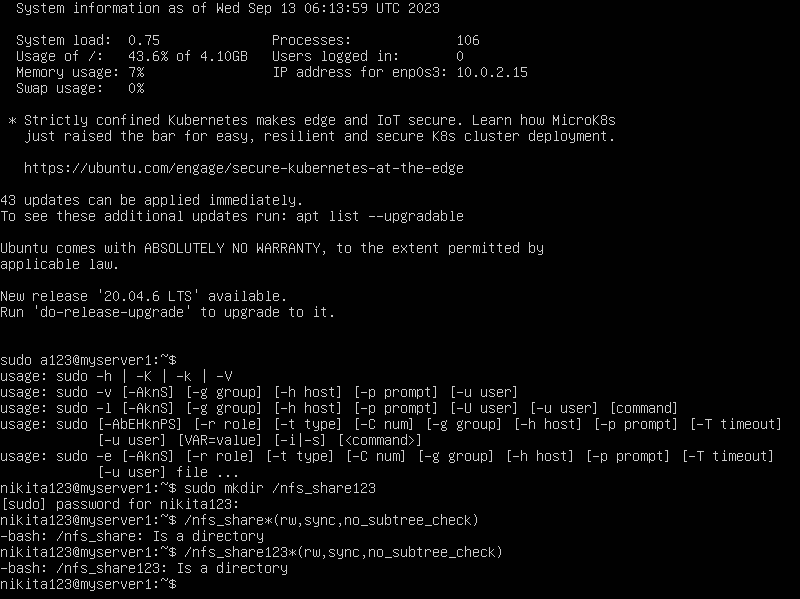 System information as of Wed Sep 13 06:13:59 UTC 2023
System load:  0.75               Processes:             106
Usage of /:   43.6% of 4.10GB   Users logged in:       0
Memory usage: 7%                IP address for enp0s3: 10.0.2.15
Swap usage:   0%
* Strictly confined Kubernetes makes edge and IoT secure. Learn how MicroK8s
just raised the bar for easy, resilient and secure K8s cluster deployment.
https://ubuntu.com/engage/secure-kubernetes-at-the-edge
43 updates can be applied immediately.
To see these additional updates run: apt list --upgradable
Ubuntu comes with ABSOLUTELY NO WARRANTY, to the extent permitted by
applicable law.
New release '20.04.6 LTS' available.
Run 'do-release-upgrade' to upgrade to it.
sudo a123@myserver1:~$
usage: sudo -h | -K | -k | -V
usage: sudo -v [-AknS] [-g group] [-h host] [-p prompt] [-u user]
usage: sudo -l [-AknS] [-g group] [-h host] [-p prompt] [-U user] [-u user] [command]
usage: sudo [-AbEHknPS] [-r role] [-t type] [-C num] [-g group] [-h host] [-p prompt] [-T timeout]
[-u user] [VAR=value] [-i|-s] [<command>]
usage: sudo -e [-AknS] [-r role] [-t type] [-C num] [-g group] [-h host] [-p prompt] [-T timeout]
[-u user] file ...
nikita123@myserver1:~$ sudo mkdir /nfs_share123
[sudo] password for nikita123:
nikita123@myserver1:~$ /nfs_share*(rw,sync,no_subtree_check)
-bash: /nfs_share: Is a directory
nikita123@myserver1:~$ /nfs_share123*(rw,sync,no_subtree_check)
-bash: /nfs_share123: Is a directory
nikita123@myserver1:~$